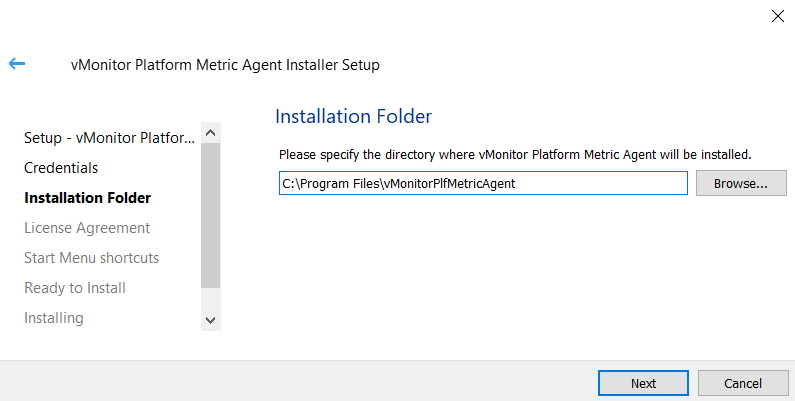 vMonitor Platform Metric Agent Installer Setup
Setup - vMonitor Platfor...
Credentials
Installation Folder
License Agreement
Start Menu shortcuts
Ready to Install
Installing
Installation Folder
Please specify the directory where vMonitor Platform Metric Agent will be installed.
C:\Program Files\vMonitorPlfMetricAgent
Browse...
Next
Cancel